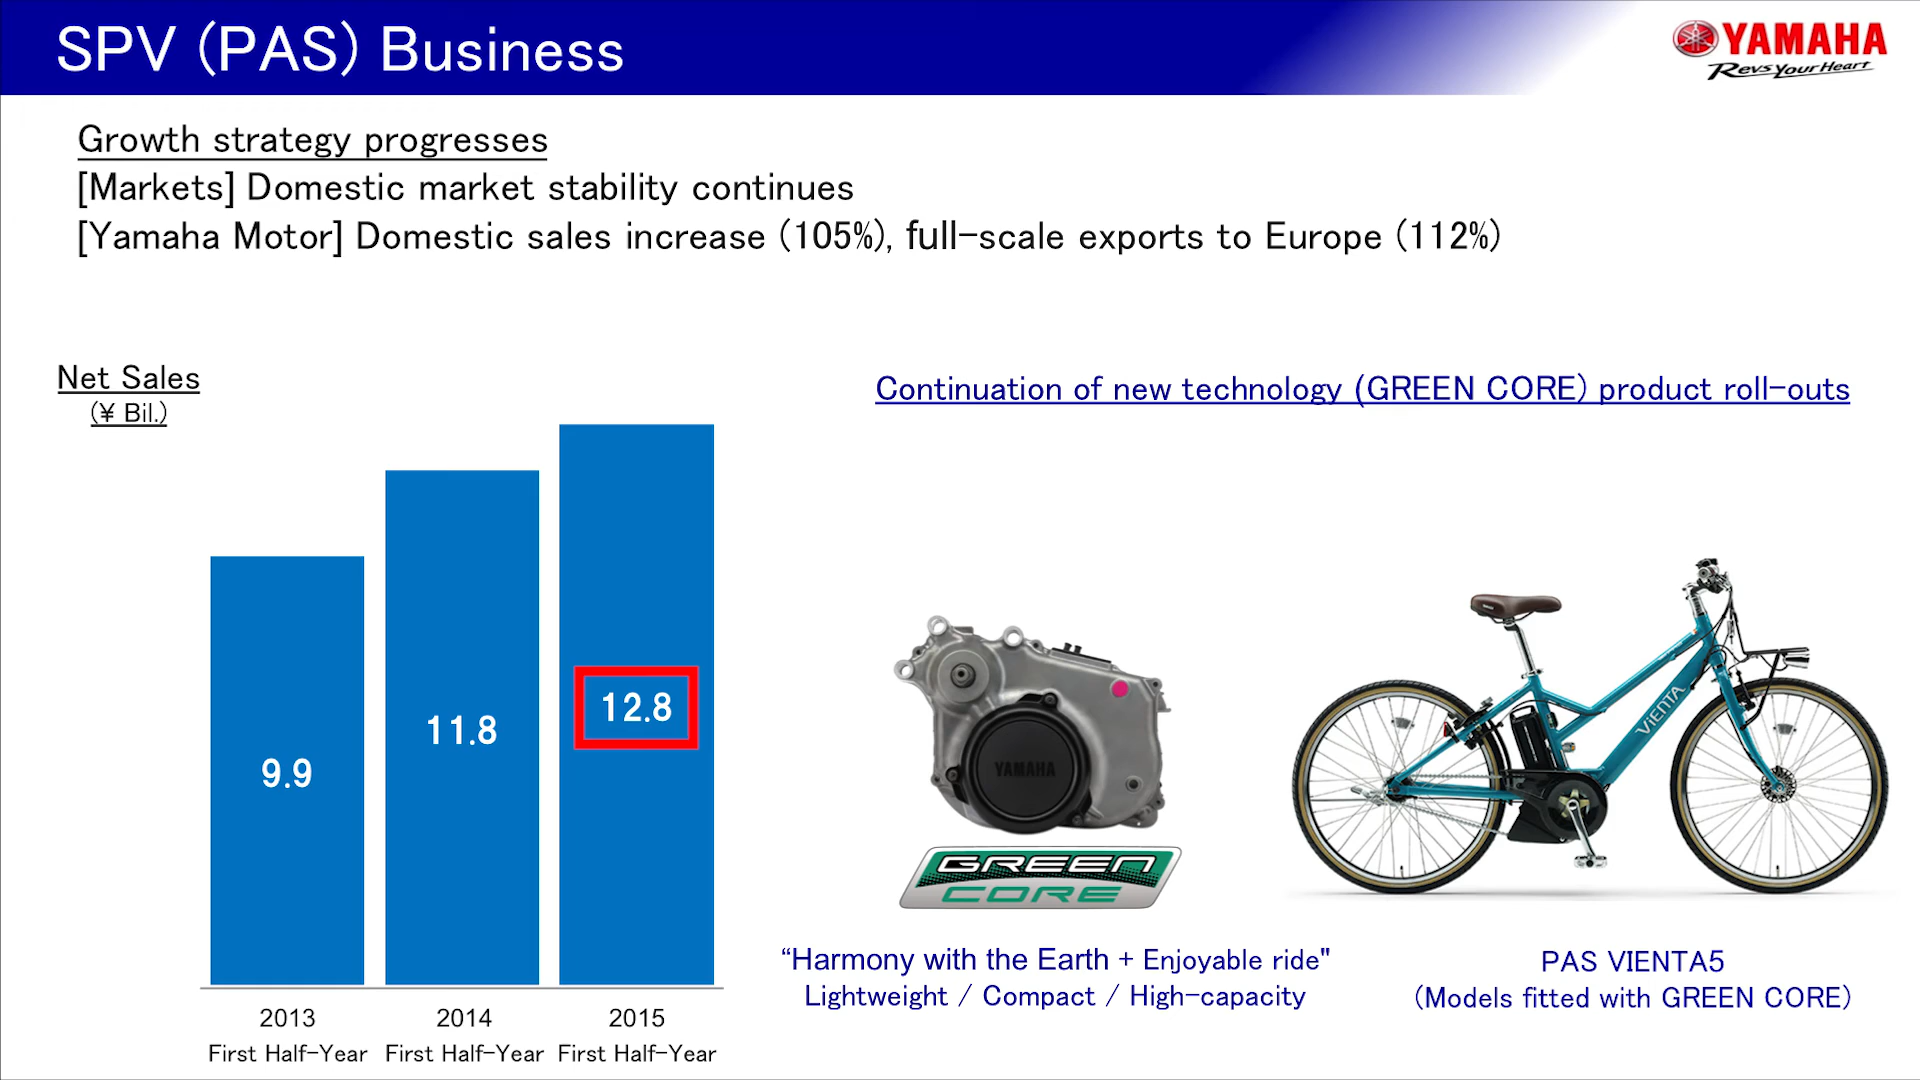 SPV (PAS) Business
YAMAHA
Revs Your Heart
Growth strategy progresses
[Markets] Domestic market stability continues
[Yamaha Motor] Domestic sales increase (105%), full-scale exports to Europe (112%)
Net Sales
(¥ Bil.)
9.9
11.8
12.8
2013
First Half-Year
2014
First Half-Year
2015
First Half-Year
Continuation of new technology (GREEN CORE) product roll-outs
YAMAHA
GREEN
CORE
ViENTA
“Harmony with the Earth + Enjoyable ride"
Lightweight / Compact / High-capacity
PAS VIENTA5
(Models fitted with GREEN CORE)